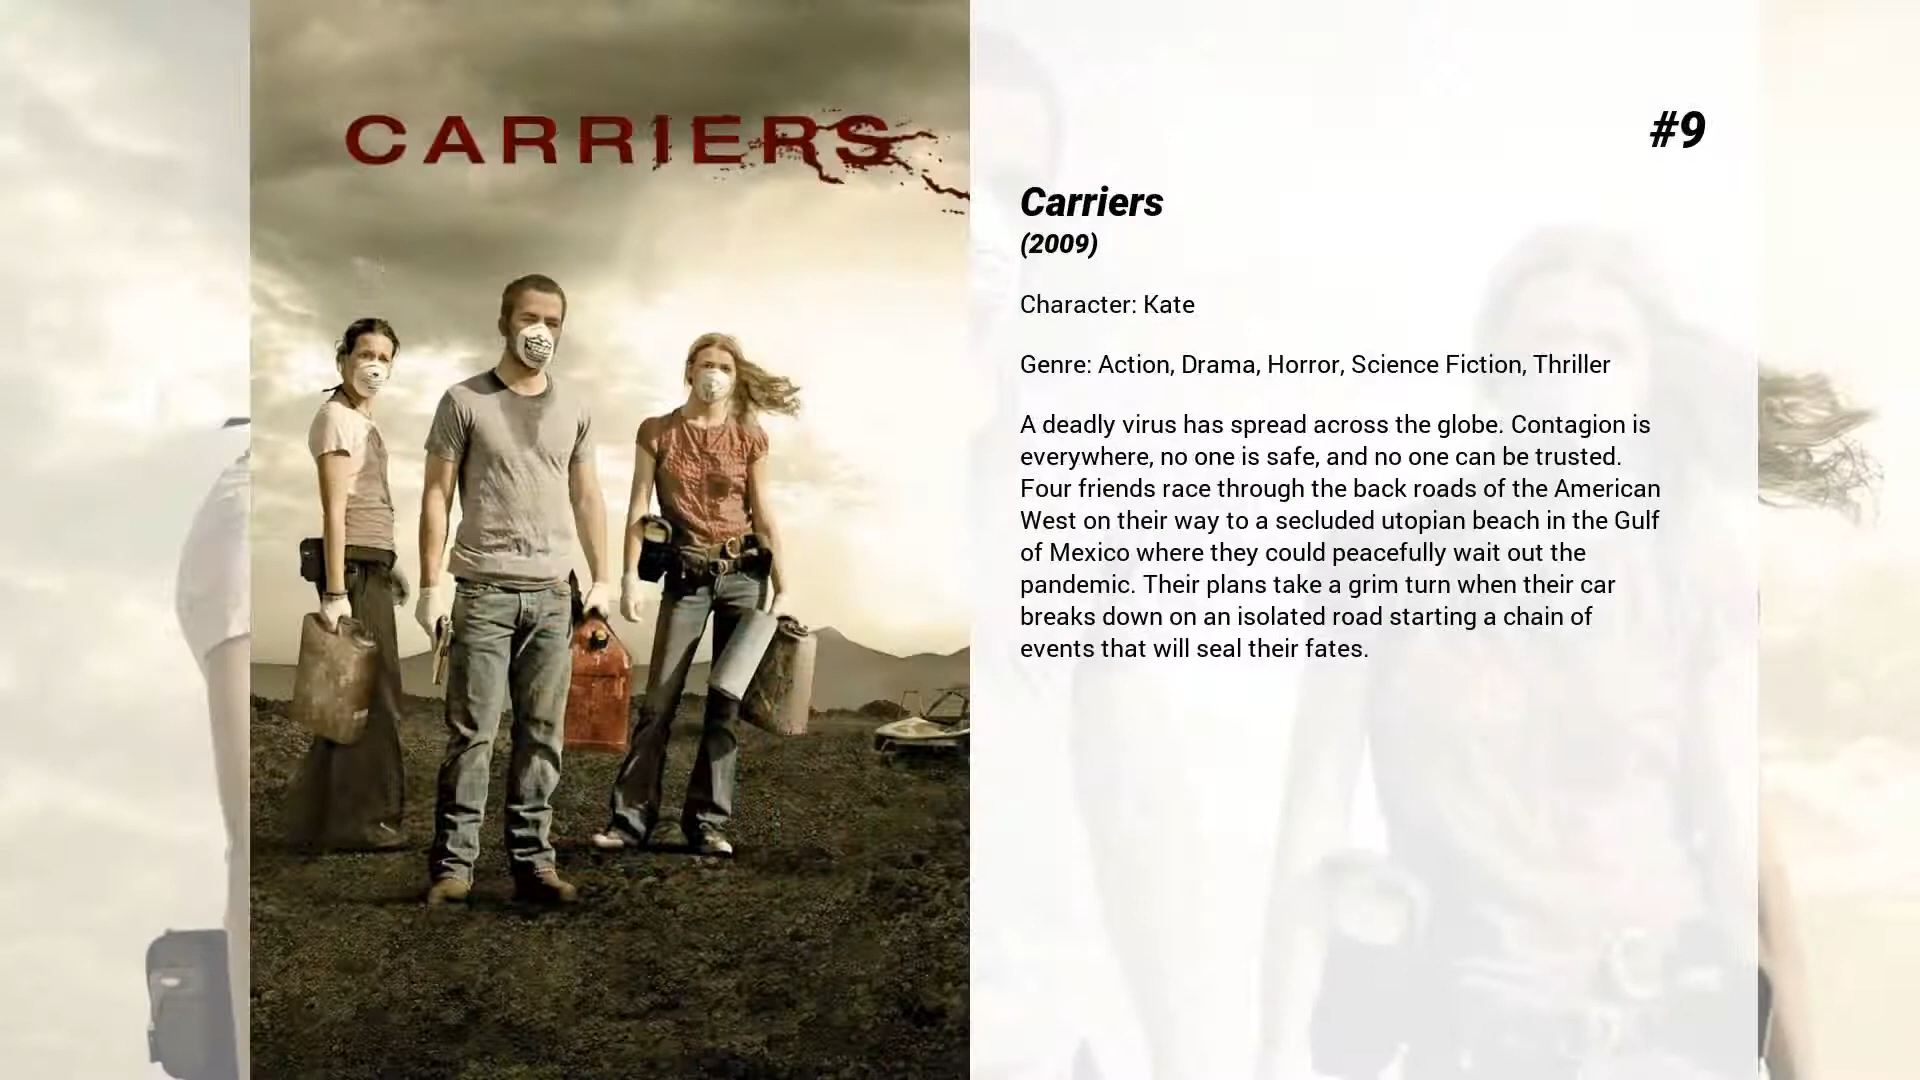 CARRIERS
#9
Carriers
(2009)
Character: Kate
Genre: Action, Drama, Horror, Science Fiction, Thriller
A deadly virus has spread across the globe. Contagion is
everywhere, no one is safe, and no one can be trusted.
Four friends race through the back roads of the American
West on their way to a secluded utopian beach in the Gulf
of Mexico where they could peacefully wait out the
pandemic. Their plans take a grim turn when their car
breaks down on an isolated road starting a chain of
events that will seal their fates.